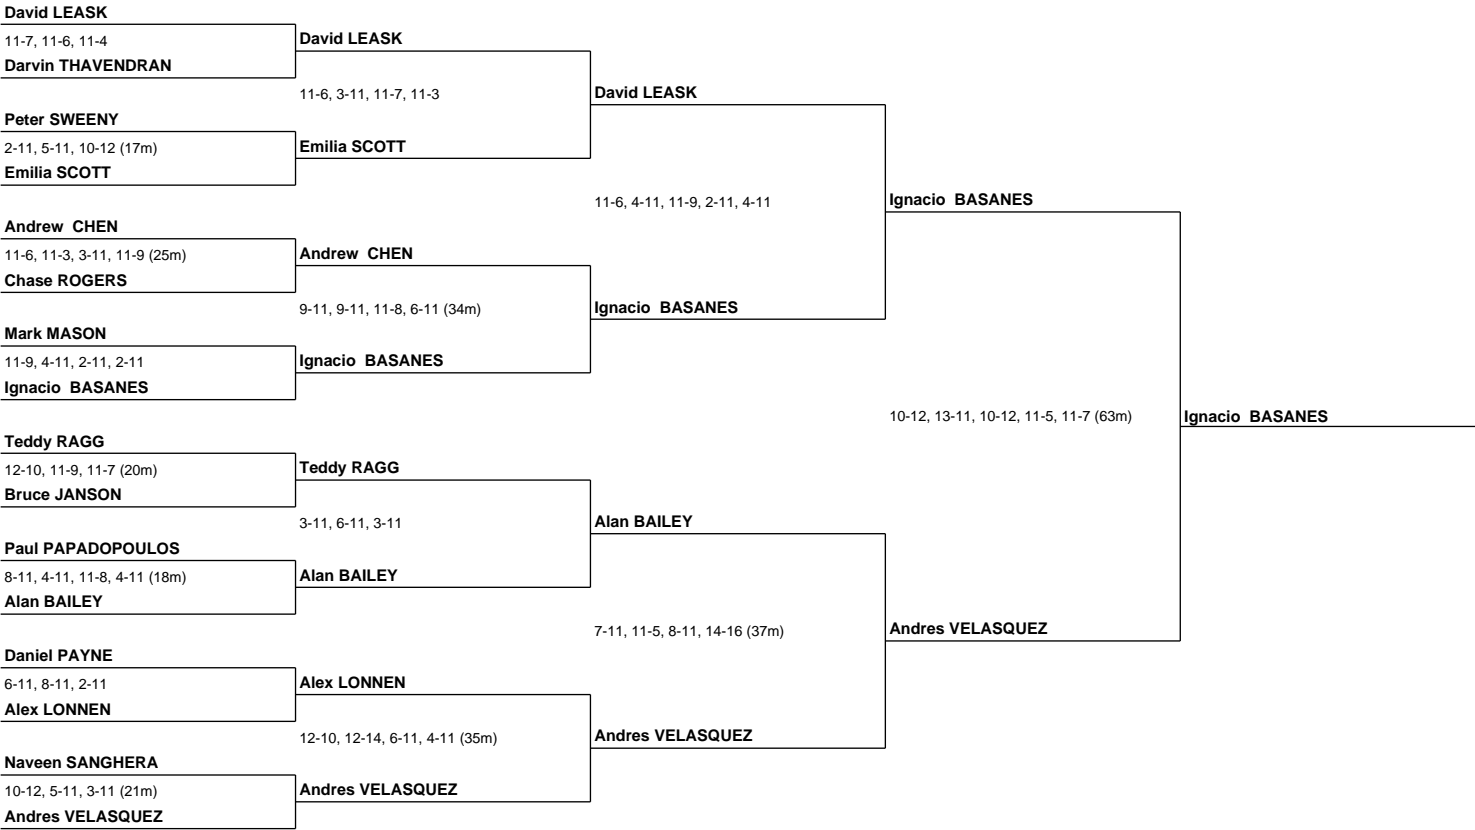 David LEASK
11-7, 11-6, 11-4
Darvin THAVENDRAN
Peter SWEENY
2-11, 5-11, 10-12 (17m)
Emilia SCOTT
Andrew  CHEN
11-6, 11-3, 3-11, 11-9 (25m)
Chase ROGERS
Mark MASON
11-9, 4-11, 2-11, 2-11
Ignacio  BASANES
Teddy RAGG
12-10, 11-9, 11-7 (20m)
Bruce JANSON
Paul PAPADOPOULOS
8-11, 4-11, 11-8, 4-11 (18m)
Alan BAILEY
Daniel PAYNE
6-11, 8-11, 2-11
Alex LONNEN
Naveen SANGHERA
10-12, 5-11, 3-11 (21m)
Andres VELASQUEZ
David LEASK
11-6, 3-11, 11-7, 11-3
Emilia SCOTT
Andrew  CHEN
9-11, 9-11, 11-8, 6-11 (34m)
Ignacio  BASANES
Teddy RAGG
3-11, 6-11, 3-11
Alan BAILEY
Alex LONNEN
12-10, 12-14, 6-11, 4-11 (35m)
Andres VELASQUEZ
David LEASK
11-6, 4-11, 11-9, 2-11, 4-11
Ignacio  BASANES
Alan BAILEY
7-11, 11-5, 8-11, 14-16 (37m)
Andres VELASQUEZ
Ignacio  BASANES
10-12, 13-11, 10-12, 11-5, 11-7 (63m)
Andres VELASQUEZ
Ignacio  BASANES